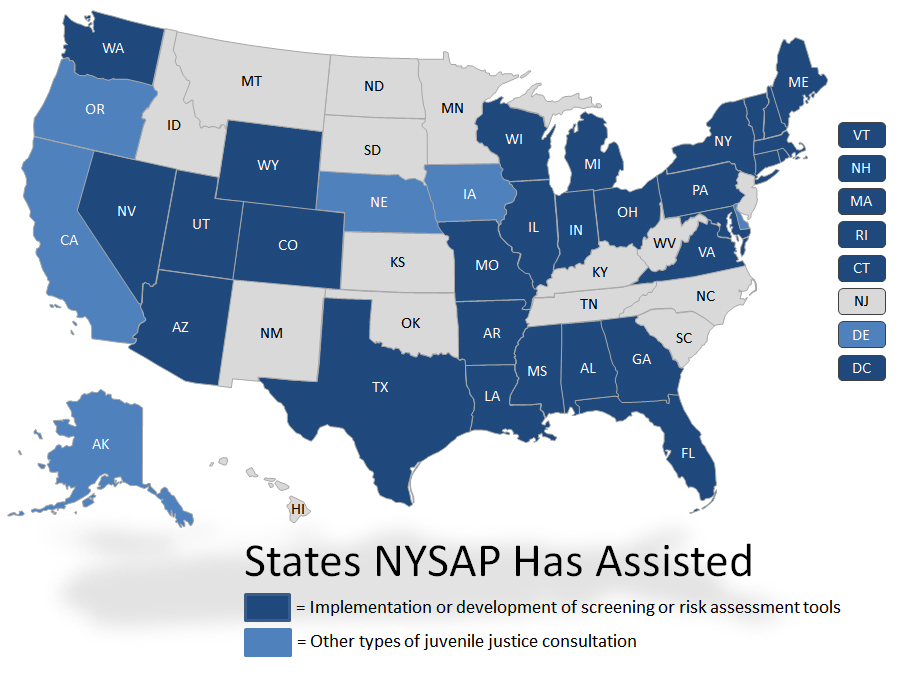 WA
MT
ND
MN
ME
OR
ID
SD
WI
MI
NY
VT
NH
WY
NE
IA
PA
MA
NV
UT
CO
IL
IN
OH
RI
CA
KS
MO
KY
WV
VA
CT
AZ
NM
OK
AR
TN
NC
NJ
SC
DE
TX
LA
MS
AL
GA
DC
AK
FL
HI
States NYSAP Has Assisted
= Implementation or development of screening or risk assessment tools
= Other types of juvenile justice consultation